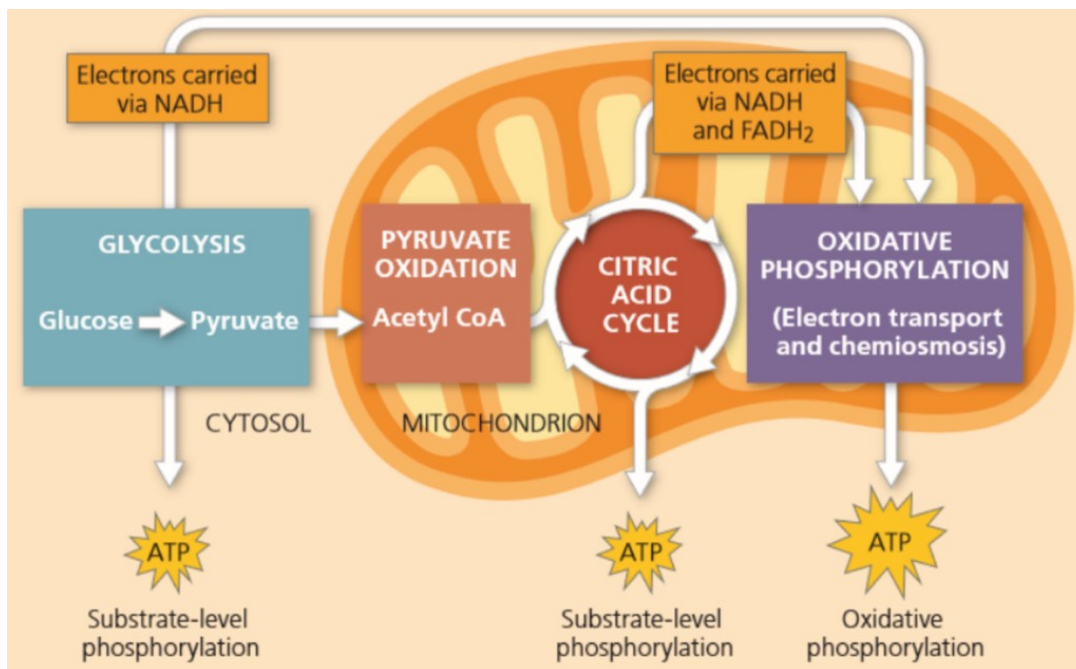 Electrons carried
via NADH
Electrons carried
via NADH
and FADH₂
GLYCOLYSIS
Glucose Pyruvate
PYRUVATE
OXIDATION
Acetyl CoA
CITRIC
ACID
CYCLE
OXIDATIVE
PHOSPHORYLATION
(Electron transport
and chemiosmosis)
CYTOSOL
MITOCHONDRION
ATP
ATP
ATP
Substrate-level
phosphorylation
Substrate-level
phosphorylation
Oxidative
phosphorylation